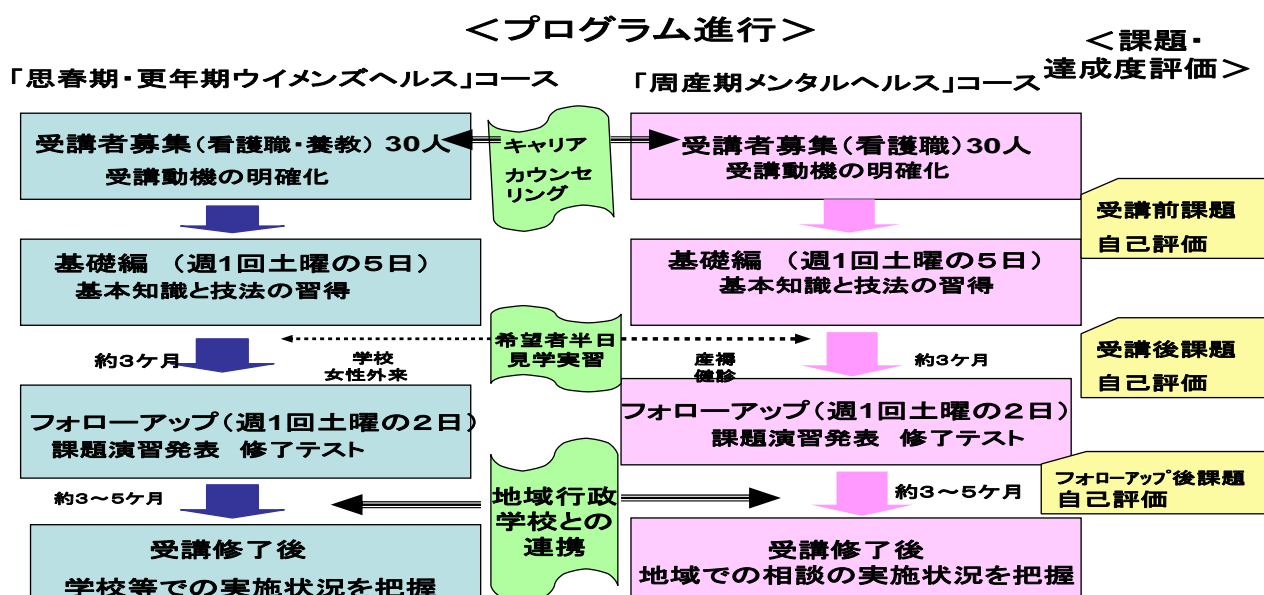 ＜プログラム進行＞
＜課題・
達成度評価＞
「思春期・更年期ウイメンズヘルス」コース
「周産期メンタルヘルス」コース
受講者募集（看護職・養教） 30人
受講動機の明確化
キャリア
カウンセ
リング
受講者募集（看護職）30人
受講動機の明確化
受講前課題
自己評価
基礎編 （週1回土曜の５日）
基本知識と技法の習得
基礎編 （週1回土曜の５日）
基本知識と技法の習得
約３ケ月
学校
女性外来
希望者半日
見学実習
産褥
健診
約３ケ月
受講後課題
自己評価
フォローアップ（週1回土曜の２日）
課題演習発表 修了テスト
フォローアップ（週1回土曜の２日）
課題演習発表 修了テスト
約３～５ケ月
地域行政
学校との
連携
約３～５ケ月
フォローアップ後課題
自己評価
受講修了後
学校等での実施状況を把握
受講修了後
地域での相談の実施状況を把握